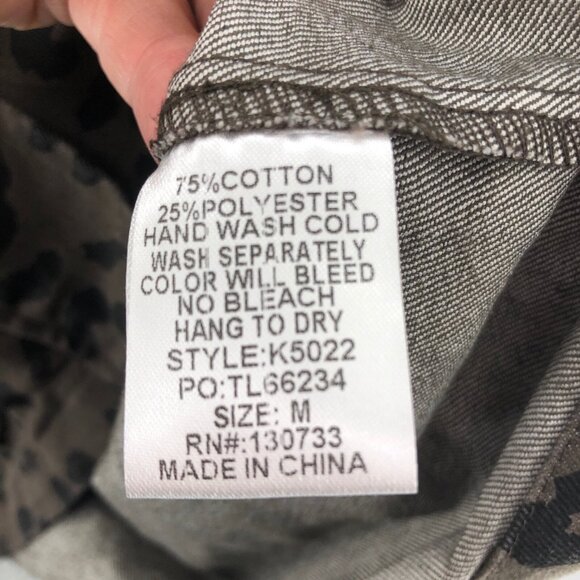 75%COTTON
25%POLYESTER
HAND WASH COLD
WASH SEPARATELY
COLOR WILL BLEED
NO BLEACH
HANG TO DRY
STYLE:K5022
PO:TL66234
SIZE: M
RN#:130733
MADE IN CHINA